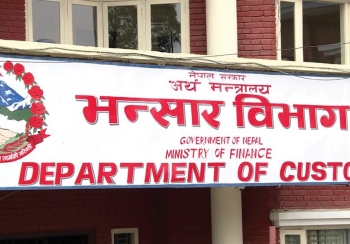 नेपाल सरकार
अर्थ मन्त्रालय
भन्सार विभाग
GOVERNMENT OF NEPAL
MINISTRY OF FINANCE
DEPARTMENT OF CUSTO